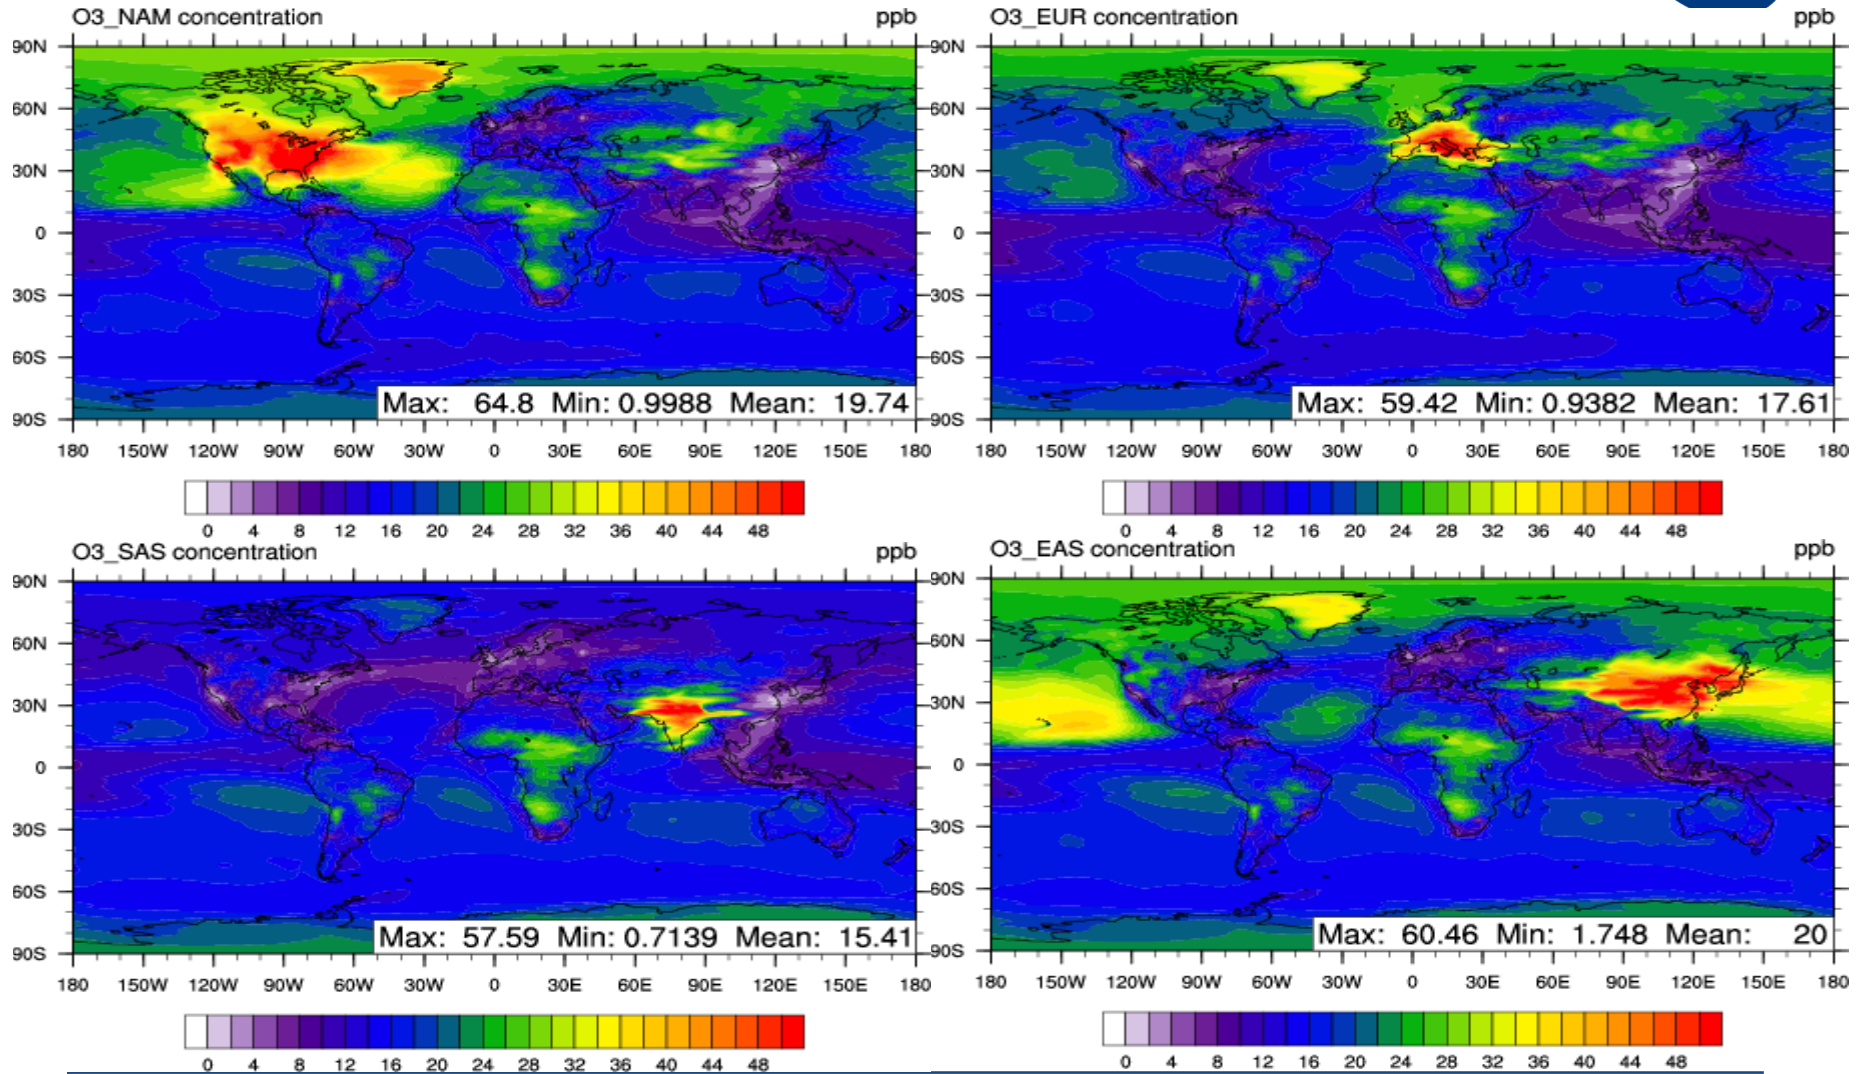 O3_NAM concentration ppb
90N
60N
30N
0
30S
60S
90S
Max: 64.8 Min: 0.9988 Mean: 19.74
180 150W 120W 90W 60W 30W 0 30E 60E 90E 120E 150E 180
0 4 8 12 16 20 24 28 32 36 40 44 48
O3_EUR concentration ppb
90N
60N
30N
0
30S
60S
90S
Max: 59.42 Min: 0.9382 Mean: 17.61
180 150W 120W 90W 60W 30W 0 30E 60E 90E 120E 150E 180
0 4 8 12 16 20 24 28 32 36 40 44 48
O3_SAS concentration ppb
90N
60N
30N
0
30S
60S
90S
Max: 57.59 Min: 0.7139 Mean: 15.41
180 150W 120W 90W 60W 30W 0 30E 60E 90E 120E 150E 180
0 4 8 12 16 20 24 28 32 36 40 44 48
O3_EAS concentration ppb
90N
60N
30N
0
30S
60S
90S
Max: 60.46 Min: 1.748 Mean: 20
180 150W 120W 90W 60W 30W 0 30E 60E 90E 120E 150E 180
0 4 8 12 16 20 24 28 32 36 40 44 48